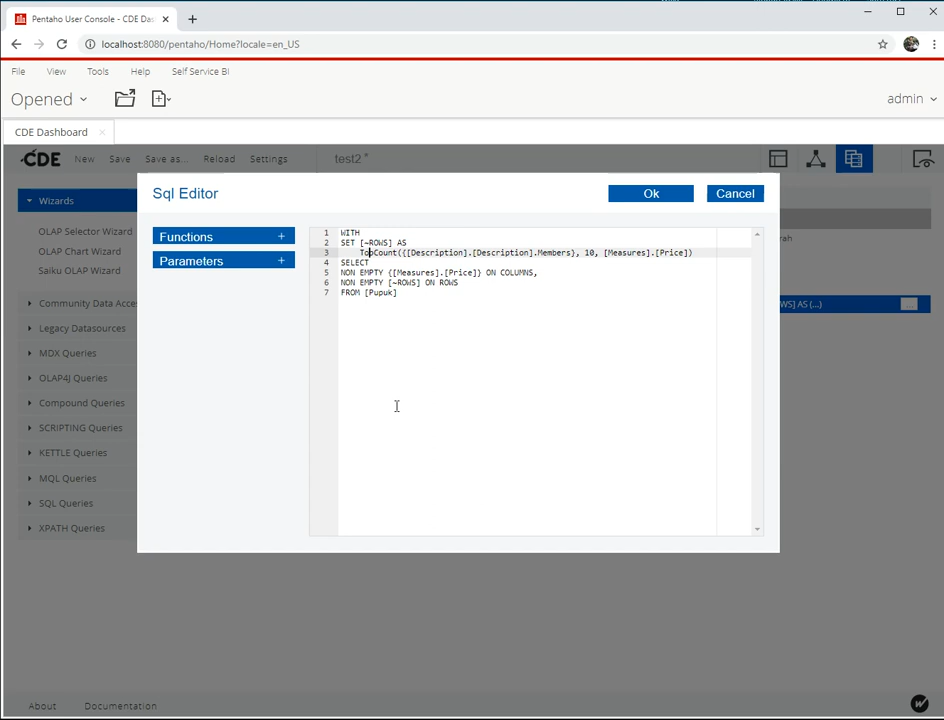 Pentaho User Console - CDE Das
localhost:8080/pentaho/Home?locale=en_US
File View Tools Help Self Service BI
Opened
admin
CDE Dashboard
CDE New Save Save as... Reload Settings test2 *
Wizards
OLAP Selector Wizard
OLAP Chart Wizard
Saiku OLAP Wizard
Community Data Acce
Legacy Datasources
MDX Queries
OLAP4J Queries
Compound Queries
SCRIPTING Queries
KETTLE Queries
MQL Queries
SQL Queries
XPATH Queries
Sql Editor
Ok
Cancel
Functions +
Parameters +
1 WITH
2 SET [~ROWS] AS
3 TopCount({[Description].[Description].Members}, 10, [Measures].[Price])
4 SELECT
5 NON EMPTY {[Measures].[Price]} ON COLUMNS,
6 NON EMPTY [~ROWS] ON ROWS
7 FROM [Pupuk]
rah
WS] AS (...)
...
About Documentation